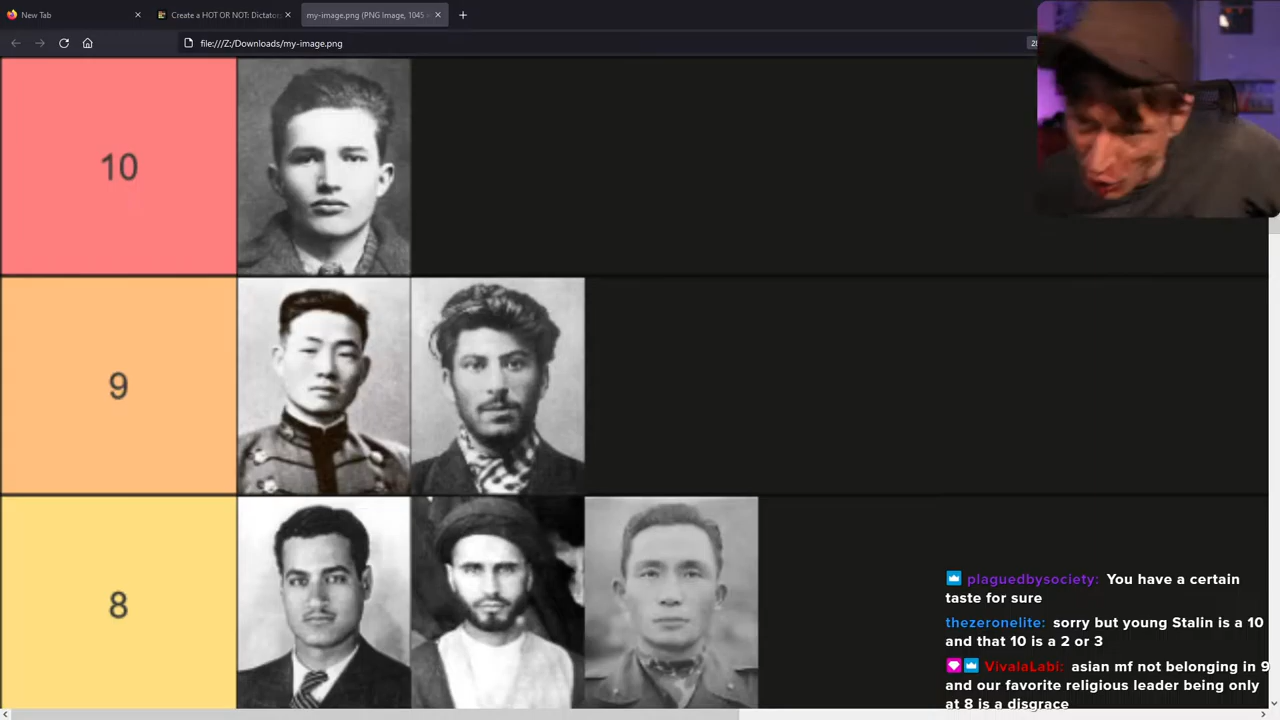 New Tab
Create a HOT OR NOT: Dictator
my-image.png (PNG Image, 1045
file:///Z:/Downloads/my-image.png
10
9
8
plaguedbysociety: You have a certain
taste for sure
thezeronelite: sorry but young Stalin is a 10
and that 10 is a 2 or 3
VivalaLabi: asian mf not belonging in 9
and our favorite religious leader being only
at 8 is a disgrace